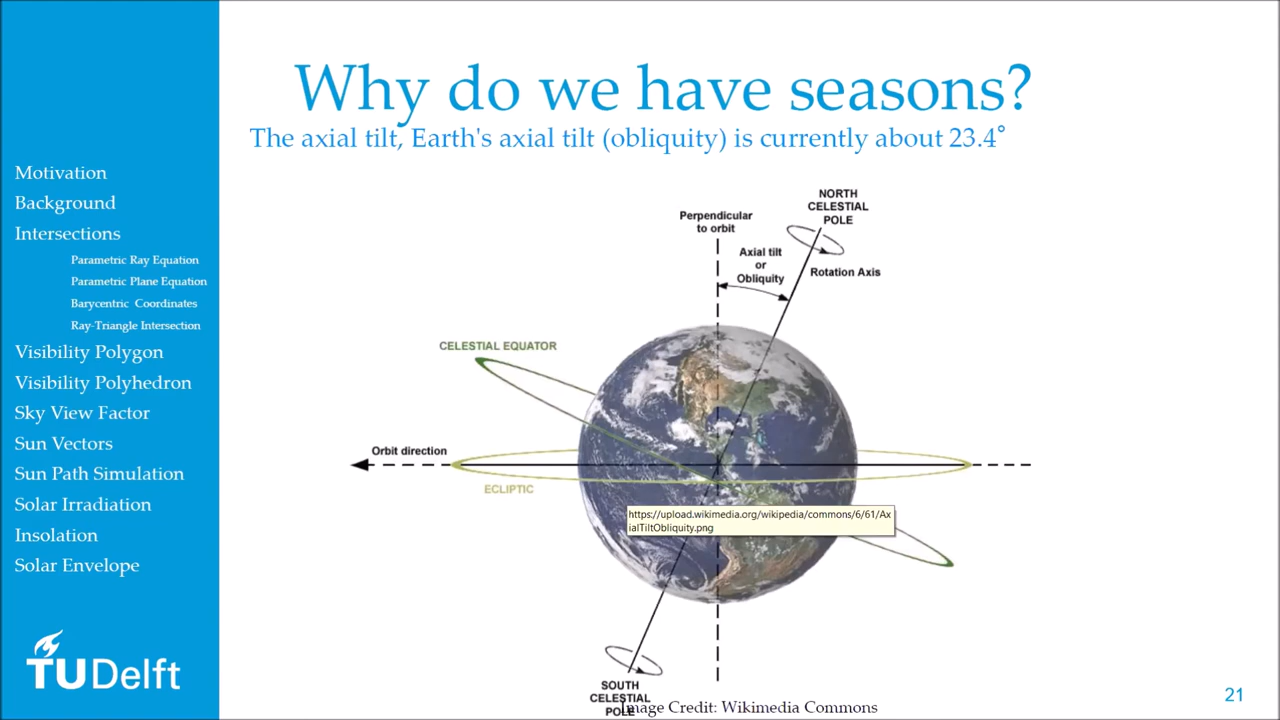 Why do we have seasons?
The axial tilt, Earth's axial tilt (obliquity) is currently about 23.4°
Motivation
Background
Intersections
Parametric Ray Equation
Parametric Plane Equation
Barycentric Coordinates
Ray-Triangle Intersection
Visibility Polygon
Visibility Polyhedron
Sky View Factor
Sun Vectors
Sun Path Simulation
Solar Irradiation
Insolation
Solar Envelope
TUDelft
NORTH
CELESTIAL
POLE
Perpendicular
to orbit
Axial tilt
or
Obliquity
Rotation Axis
CELESTIAL EQUATOR
Orbit direction
ECLIPTIC
https://upload.wikimedia.org/wikipedia/commons/6/61/Ax
ialTiltObliquity.png
SOUTH
CELESTIAL
POLE
Image Credit: Wikimedia Commons
21